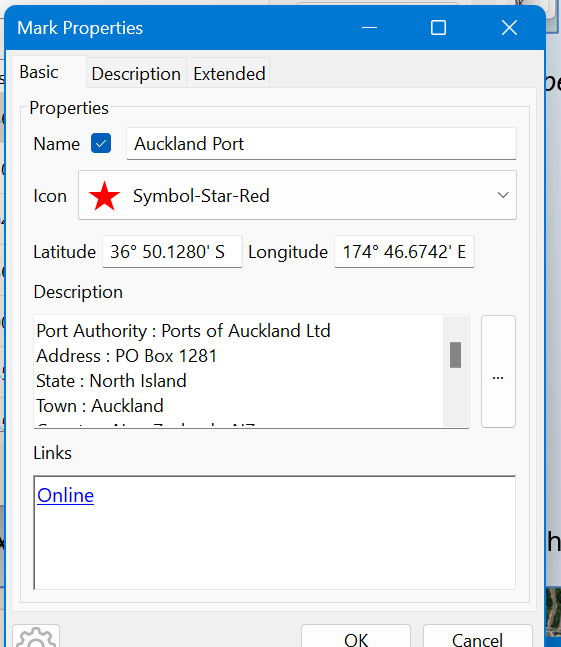 Mark Properties
Basic
Description
Extended
Properties
Name
Auckland Port
Icon
Symbol-Star-Red
Latitude
36° 50.1280' S
Longitude
174° 46.6742' E
Description
Port Authority : Ports of Auckland Ltd
Address : PO Box 1281
State : North Island
Town : Auckland
...
Links
Online
OK
Cancel